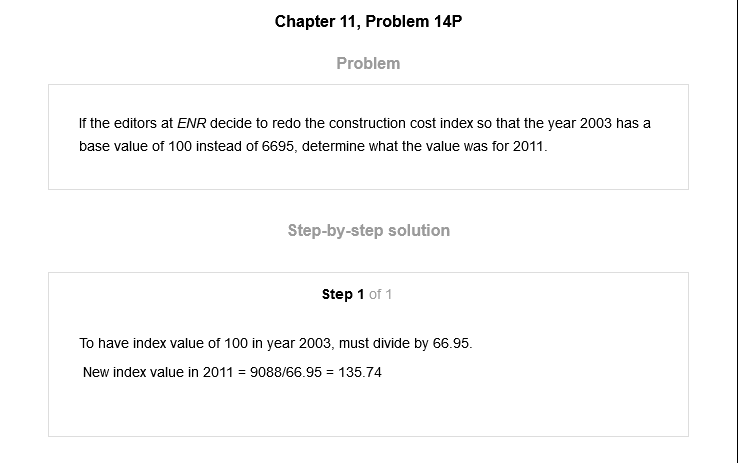 Chapter 11, Problem 14P
Problem
If the editors at ENR decide to redo the construction cost index so that the year 2003 has a
base value of 100 instead of 6695, determine what the value was for 2011.
Step-by-step solution
Step 1 of 1
To have index value of 100 in year 2003, must divide by 66.95.
New index value in 2011 = 9088/66.95 = 135.74